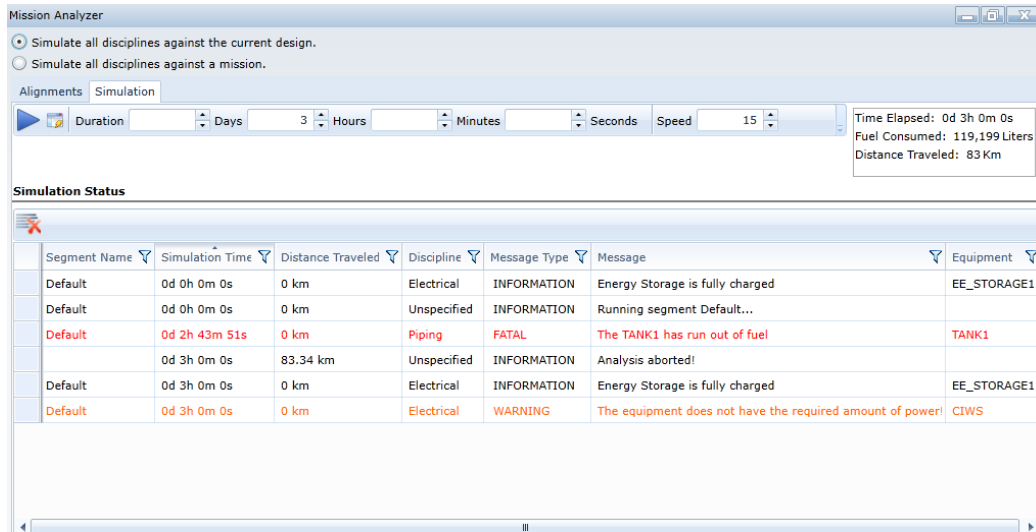 Mission Analyzer
Simulate all disciplines against the current design.
Simulate all disciplines against a mission.
Alignments Simulation
Duration Days 3 Hours Minutes Seconds Speed 15
Time Elapsed: 0d 3h 0m 0s
Fuel Consumed: 119,199 Liters
Distance Traveled: 83 Km
Simulation Status
Segment Name Simulation Time Distance Traveled Discipline Message Type Message Equipment
Default 0d 0h 0m 0s 0 km Electrical INFORMATION Energy Storage is fully charged EE_STORAGE1
Default 0d 0h 0m 0s 0 km Unspecified INFORMATION Running segment Default...
Default 0d 2h 43m 51s 0 km Piping FATAL The TANK1 has run out of fuel TANK1
0d 3h 0m 0s 83.34 km Unspecified INFORMATION Analysis aborted!
Default 0d 3h 0m 0s 0 km Electrical INFORMATION Energy Storage is fully charged EE_STORAGE1
Default 0d 3h 0m 0s 0 km Electrical WARNING The equipment does not have the required amount of power! CIWS